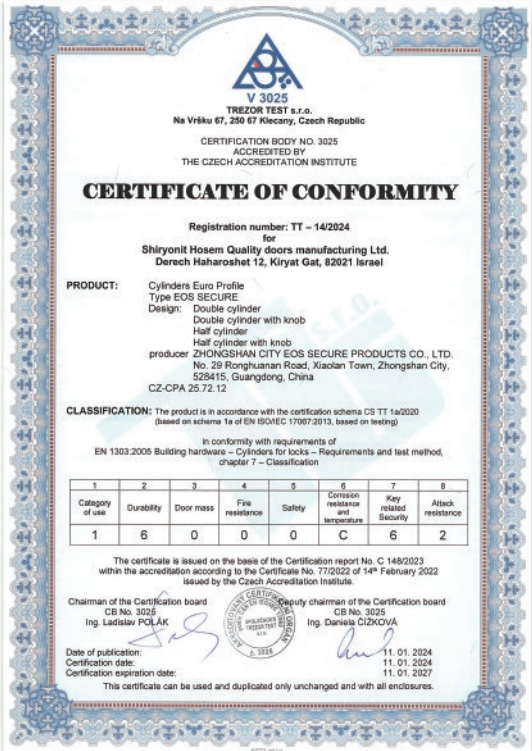 V 3025
TREZOR TEST s.r.o.
Na Vršku 67, 250 67 Klecany, Czech Republic
CERTIFICATION BODY NO. 3025
ACCREDITED BY
THE CZECH ACCREDITATION INSTITUTE
CERTIFICATE OF CONFORMITY
Registration number: TT – 14/2024
for
Shiryonit Hosem Quality doors manufacturing Ltd.
Derech Haharoshet 12, Kiryat Gat, 82021 Israel
PRODUCT: Cylinders Euro Profile
Type EOS SECURE
Design: Double cylinder
Double cylinder with knob
Half cylinder
Half cylinder with knob
producer ZHONGSHAN CITY EOS SECURE PRODUCTS CO., LTD.
No. 29 Ronghuanan Road, Xiaolan Town, Zhongshan City,
528415, Guangdong, China
CZ-CPA 25.72.12
CLASSIFICATION: The product is in accordance with the certification schema CS TT 1a/2020
(based on schema 1a of EN ISO/IEC 17067:2013, based on testing)
in conformity with requirements of
EN 1303:2005 Building hardware – Cylinders for locks – Requirements and test method,
chapter 7 – Classification
1 2 3 4 5 6 7 8
Category of use Durability Door mass Fire resistance Safety Corrosion resistance and temperature Key related Security Attack resistance
1 6 0 0 0 C 6 2
The certificate is issued on the basis of the Certification report No. C 148/2023
within the accreditation according to the Certificate No. 77/2022 of 14th February 2022
issued by the Czech Accreditation Institute.
Chairman of the Certification board Deputy chairman of the Certification board
CB No. 3025 CB No. 3025
Ing. Ladislav POLÁK Ing. Daniela ČÍŽKOVÁ
TREZOR TEST
s.r.o.
č. 3025
Date of publication: 11. 01. 2024
Certification date: 11. 01. 2024
Certification expiration date: 11. 01. 2027
This certificate can be used and duplicated only unchanged and with all enclosures.